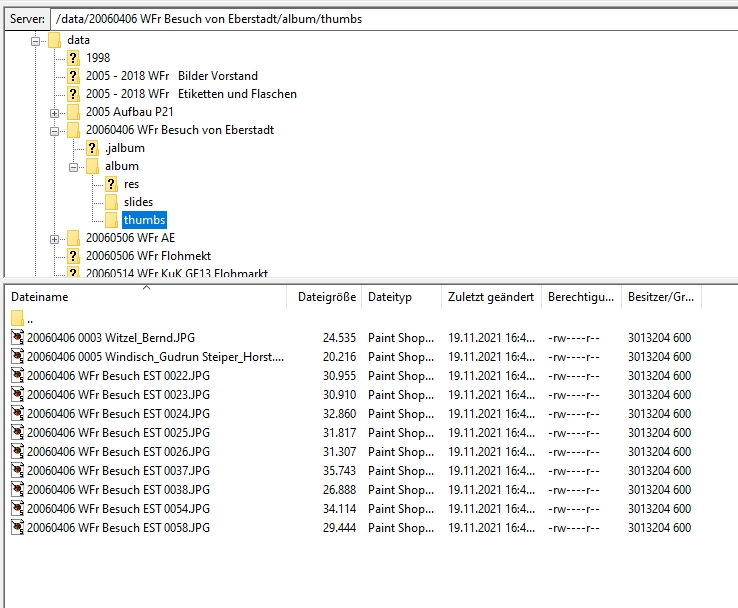 Server: /data/20060406 WFr Besuch von Eberstadt/album/thumbs
data
? 1998
? 2005 - 2018 WFr Bilder Vorstand
? 2005 - 2018 WFr Etiketten und Flaschen
2005 Aufbau P21
20060406 WFr Besuch von Eberstadt
? .jalbum
album
? res
slides
thumbs
20060506 WFr AE
? 20060506 WFr Flohmekt
? 20060514 WFr KuK GF13 Flohmarkt
Dateiname Dateigröße Dateityp Zuletzt geändert Berechtigu... Besitzer/Gr...
..
20060406 0003 Witzel_Bernd.JPG 24.535 Paint Shop... 19.11.2021 16:4... -rw----r-- 3013204 600
20060406 0005 Windisch_Gudrun Steiper_Horst.... 20.216 Paint Shop... 19.11.2021 16:4... -rw----r-- 3013204 600
20060406 WFr Besuch EST 0022.JPG 30.955 Paint Shop... 19.11.2021 16:4... -rw----r-- 3013204 600
20060406 WFr Besuch EST 0023.JPG 30.910 Paint Shop... 19.11.2021 16:4... -rw----r-- 3013204 600
20060406 WFr Besuch EST 0024.JPG 32.860 Paint Shop... 19.11.2021 16:4... -rw----r-- 3013204 600
20060406 WFr Besuch EST 0025.JPG 31.817 Paint Shop... 19.11.2021 16:4... -rw----r-- 3013204 600
20060406 WFr Besuch EST 0026.JPG 31.307 Paint Shop... 19.11.2021 16:4... -rw----r-- 3013204 600
20060406 WFr Besuch EST 0037.JPG 35.743 Paint Shop... 19.11.2021 16:4... -rw----r-- 3013204 600
20060406 WFr Besuch EST 0038.JPG 26.888 Paint Shop... 19.11.2021 16:4... -rw----r-- 3013204 600
20060406 WFr Besuch EST 0054.JPG 34.114 Paint Shop... 19.11.2021 16:4... -rw----r-- 3013204 600
20060406 WFr Besuch EST 0058.JPG 29.444 Paint Shop... 19.11.2021 16:4... -rw----r-- 3013204 600